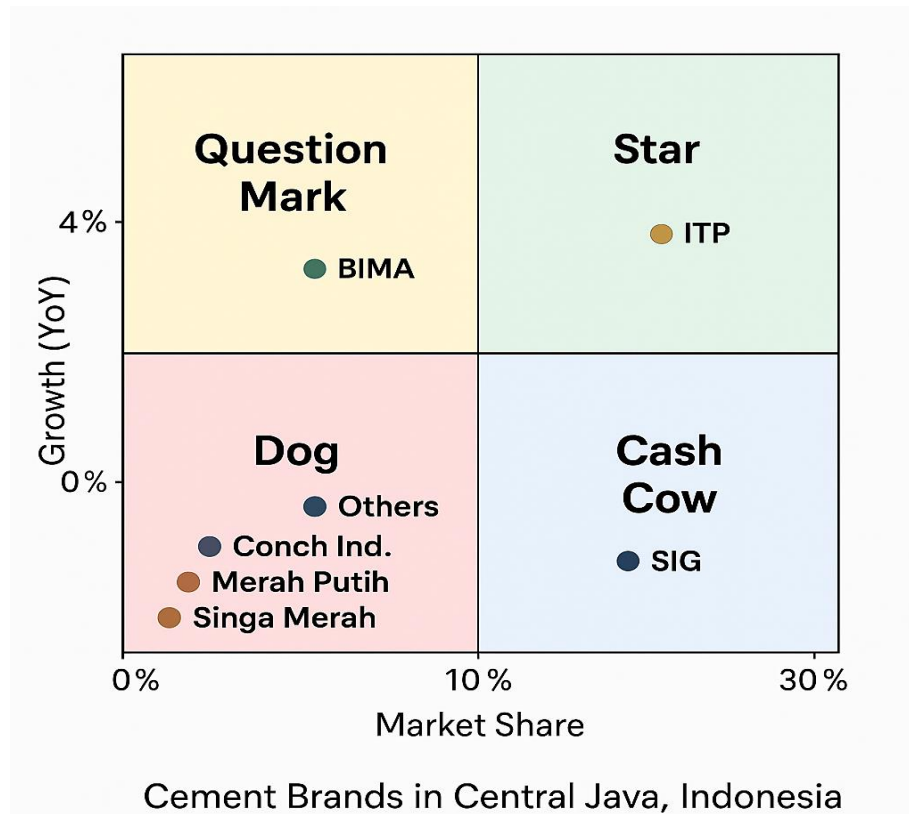 Question
Mark
Star
4%
ITP
BIMA
Growth (YoY)
Dog
Cash
Cow
0%
Others
Conch Ind.
SIG
Merah Putih
Singa Merah
0%
10%
30%
Market Share
Cement Brands in Central Java, Indonesia